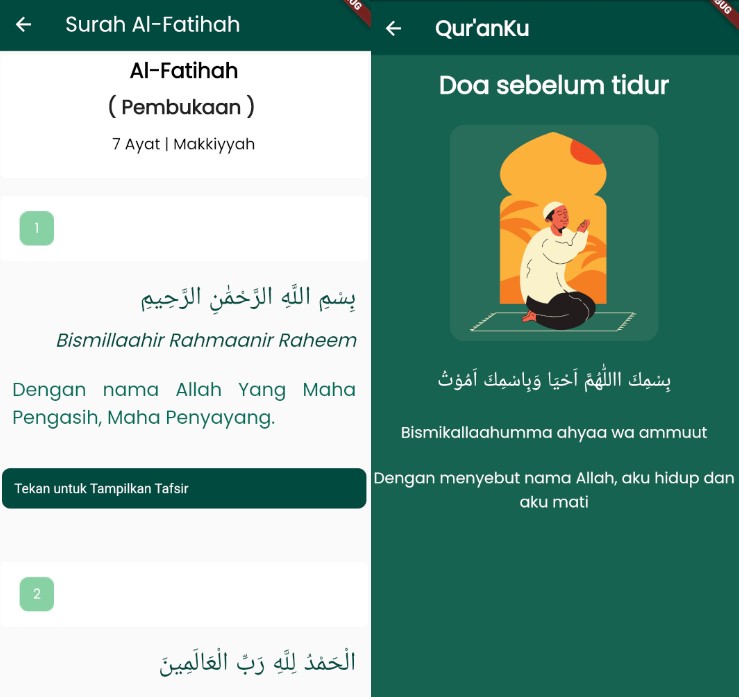 Surah Al-Fatihah
Al-Fatihah
( Pembukaan )
7 Ayat | Makkiyyah
1
بِسْمِ اللَّهِ الرَّحْمَٰنِ الرَّحِيمِ
Bismillaahir Rahmaanir Raheem
Dengan nama Allah Yang Maha
Pengasih, Maha Penyayang.
Tekan untuk Tampilkan Tafsir
2
الْحَمْدُ لِلَّهِ رَبِّ الْعَالَمِينَ
Qur'anKu
Doa sebelum tidur
بِسْمِكَ االلّٰهُمَّ اَحْيَا وَبِاسْمِكَ اَمُوْتُ
Bismikallaahumma ahyaa wa ammuut
Dengan menyebut nama Allah, aku hidup dan
aku mati